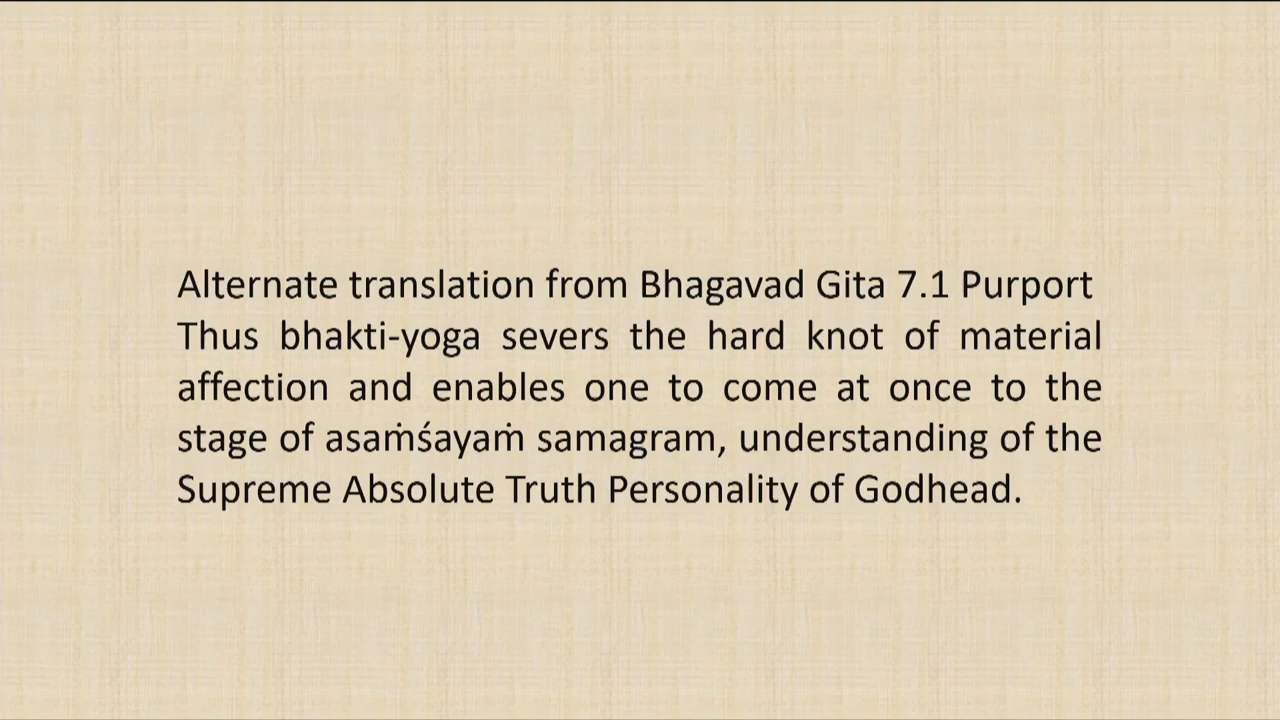 Alternate translation from Bhagavad Gita 7.1 Purport
Thus bhakti-yoga severs the hard knot of material
affection and enables one to come at once to the
stage of asaṁśayaṁ samagram, understanding of the
Supreme Absolute Truth Personality of Godhead.